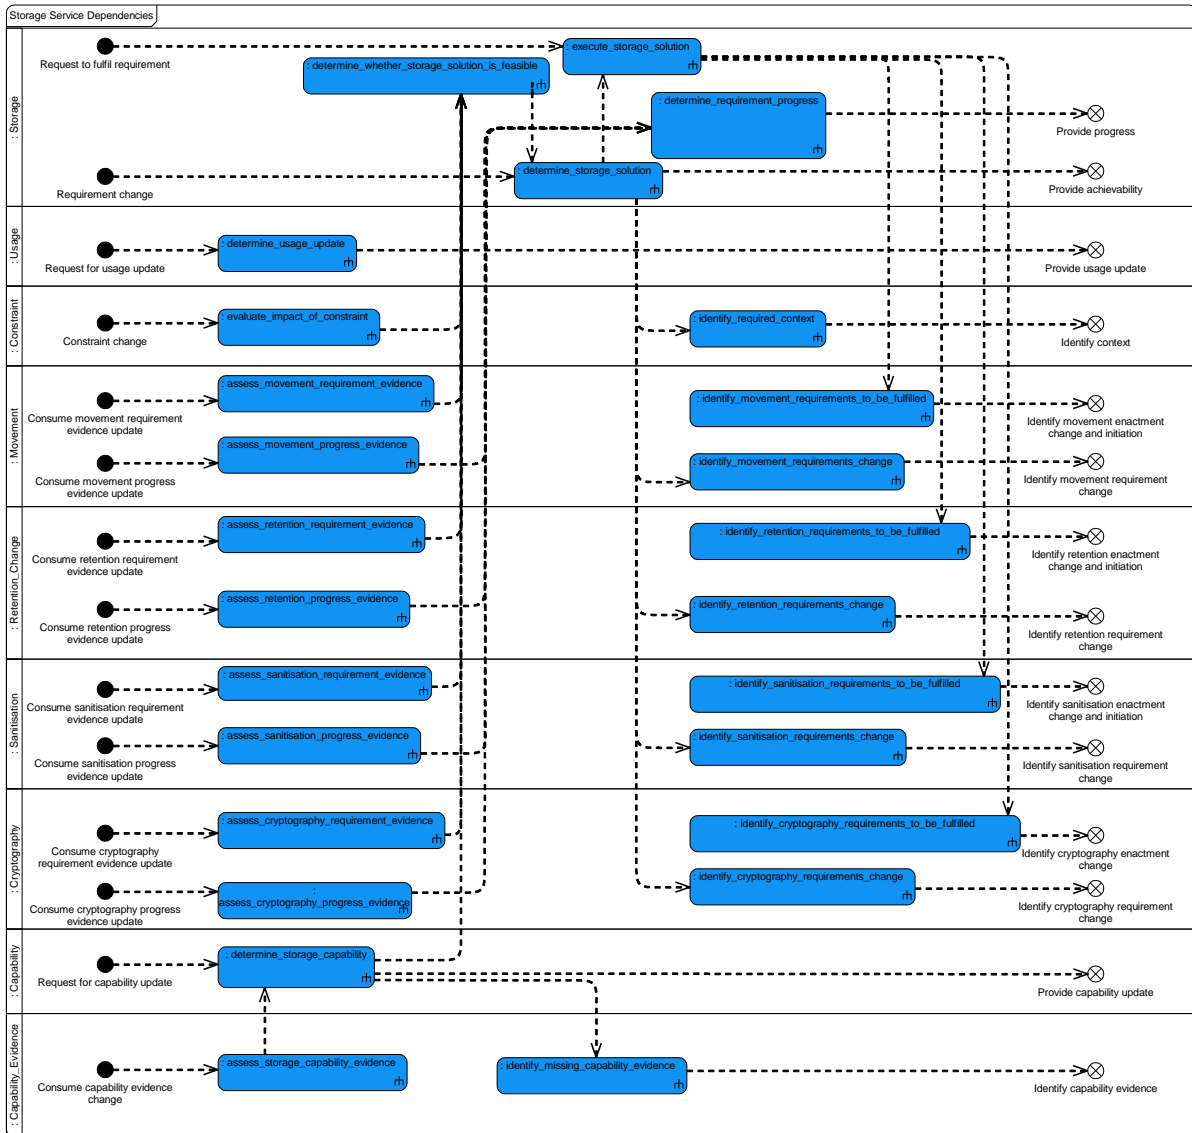 Storage Service Dependencies
: Storage
Request to fulfil requirement
: execute_storage_solution
: determine_whether_storage_solution_is_feasible
: determine_requirement_progress
Provide progress
Requirement change
: determine_storage_solution
Provide achievability
: Usage
Request for usage update
: determine_usage_update
Provide usage update
: Constraint
Constraint change
: evaluate_impact_of_constraint
: identify_required_context
Identify context
: Movement
Consume movement requirement
evidence update
: assess_movement_requirement_evidence
: identify_movement_requirements_to_be_fulfilled
Identify movement enactment
change and initiation
Consume movement progress
evidence update
: assess_movement_progress_evidence
: identify_movement_requirements_change
Identify movement requirement
change
: Retention_Change
Consume retention requirement
evidence update
: assess_retention_requirement_evidence
: identify_retention_requirements_to_be_fulfilled
Identify retention enactment
change and initiation
Consume retention progress
evidence update
: assess_retention_progress_evidence
: identify_retention_requirements_change
Identify retention requirement
change
: Sanitisation
Consume sanitisation requirement
evidence update
: assess_sanitisation_requirement_evidence
: identify_sanitisation_requirements_to_be_fulfilled
Identify sanitisation enactment
change and initiation
Consume sanitisation progress
evidence update
: assess_sanitisation_progress_evidence
: identify_sanitisation_requirements_change
Identify sanitisation requirement
change
: Cryptography
Consume cryptography
requirement evidence update
: assess_cryptography_requirement_evidence
: identify_cryptography_requirements_to_be_fulfilled
Identify cryptography enactment
change
Consume cryptography progress
evidence update
:
assess_cryptography_progress_evidence
: identify_cryptography_requirements_change
Identify cryptography requirement
change
: Capability
Request for capability update
: determine_storage_capability
Provide capability update
: Capability_Evidence
Consume capability evidence
change
: assess_storage_capability_evidence
: identify_missing_capability_evidence
Identify capability evidence